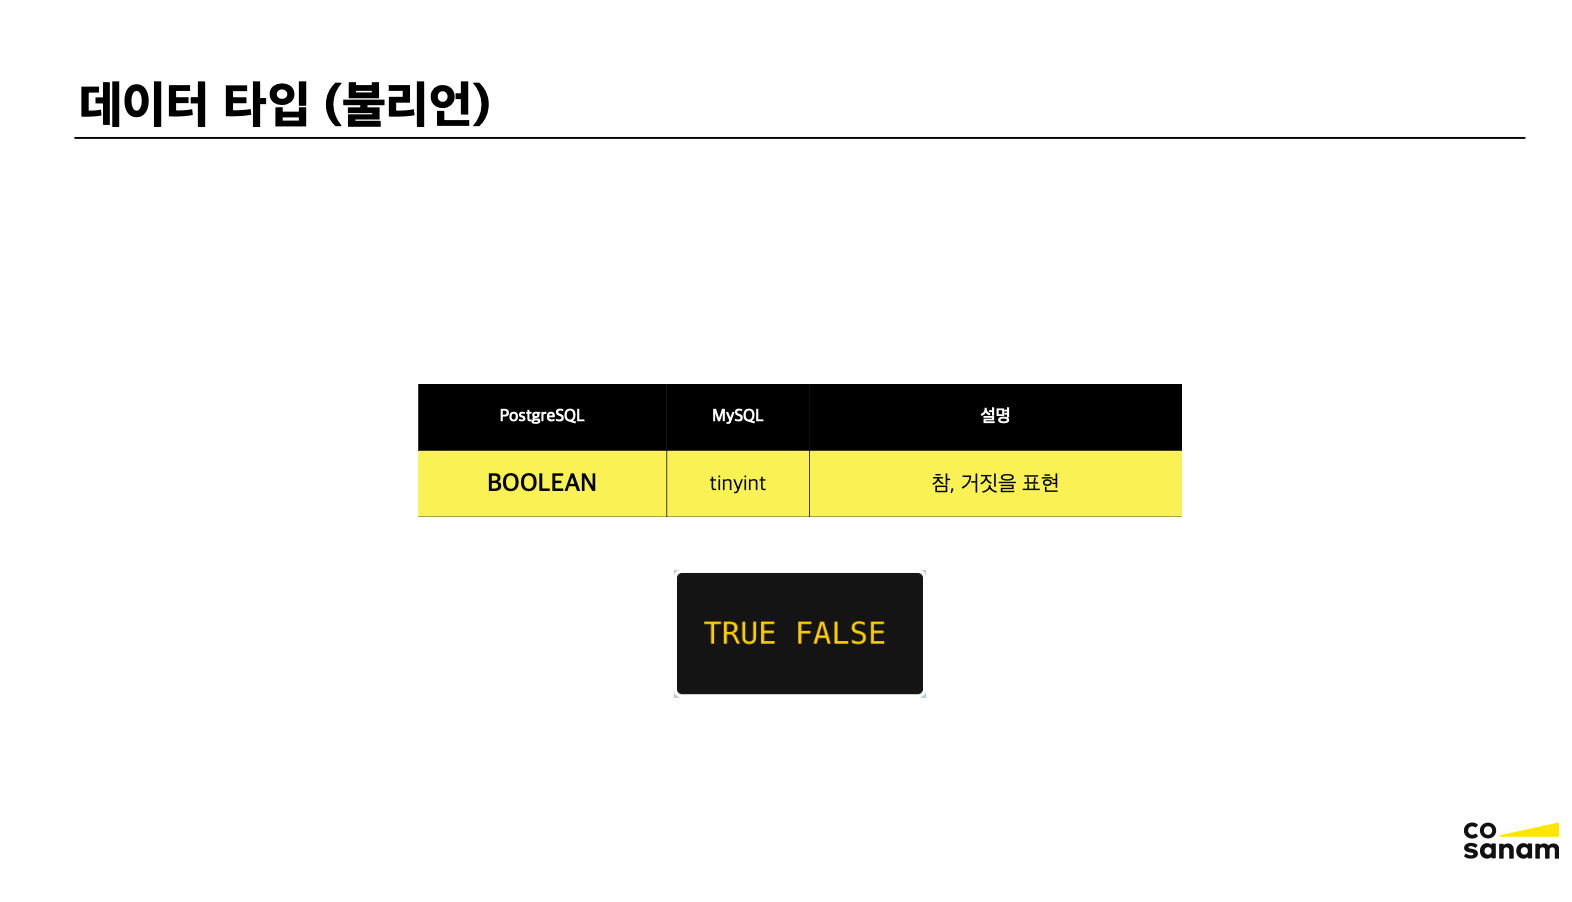 데이터 타입 (불리언)
PostgreSQL MySQL 설명
BOOLEAN tinyint 참, 거짓을 표현
TRUE FALSE
co
sanam